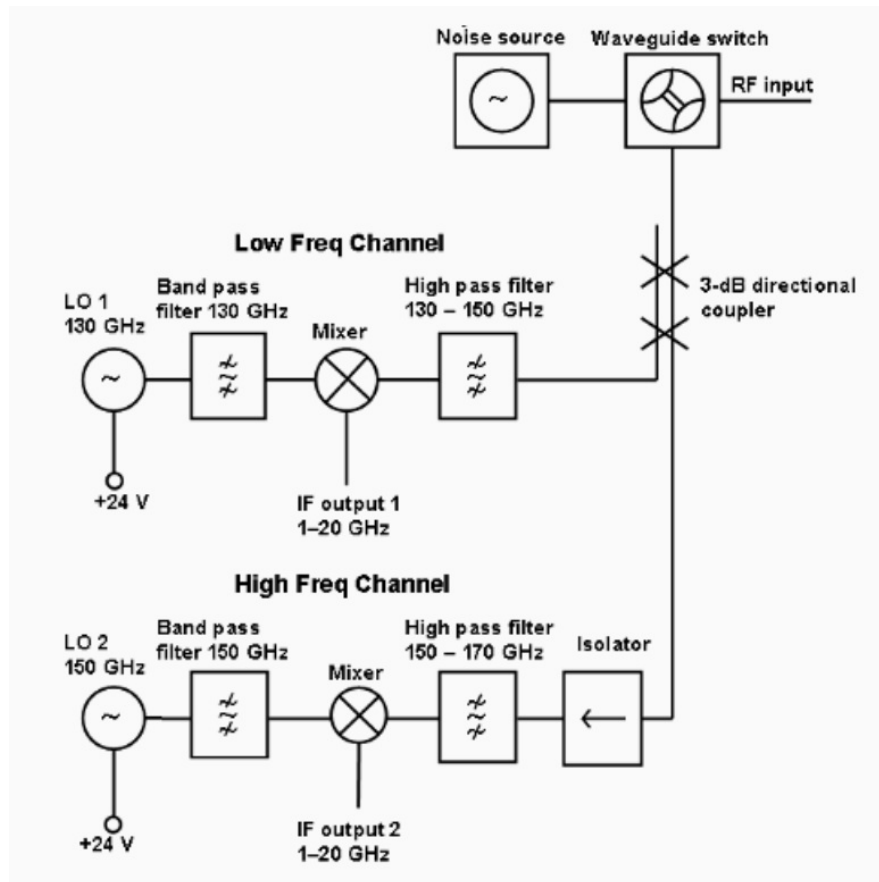 Noise source
Waveguide switch
RF input
Low Freq Channel
3-dB directional
coupler
LO 1
130 GHz
Band pass
filter 130 GHz
Mixer
High pass filter
130 – 150 GHz
+24 V
IF output 1
1–20 GHz
High Freq Channel
LO 2
150 GHz
Band pass
filter 150 GHz
Mixer
High pass filter
150 – 170 GHz
Isolator
+24 V
IF output 2
1–20 GHz